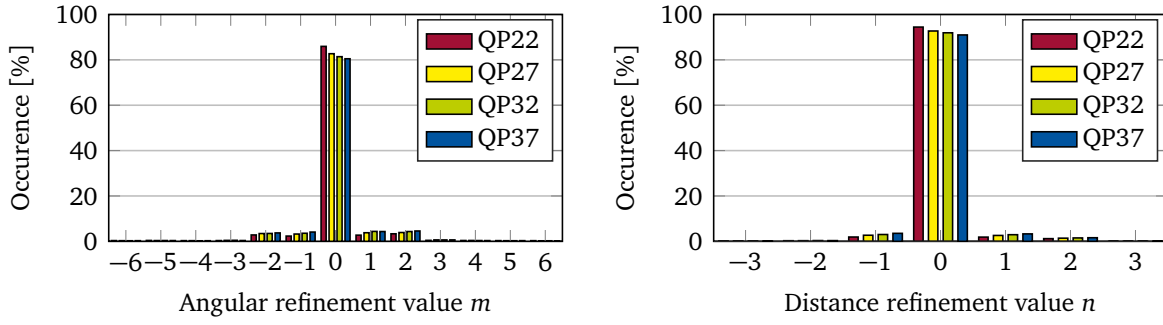 100
80
60
40
20
0
Occurence [%]
QP22
QP27
QP32
QP37
−6 −5 −4 −3 −2 −1 0 1 2 3 4 5 6
Angular refinement value m
100
80
60
40
20
0
Occurence [%]
QP22
QP27
QP32
QP37
−3 −2 −1 0 1 2 3
Distance refinement value n